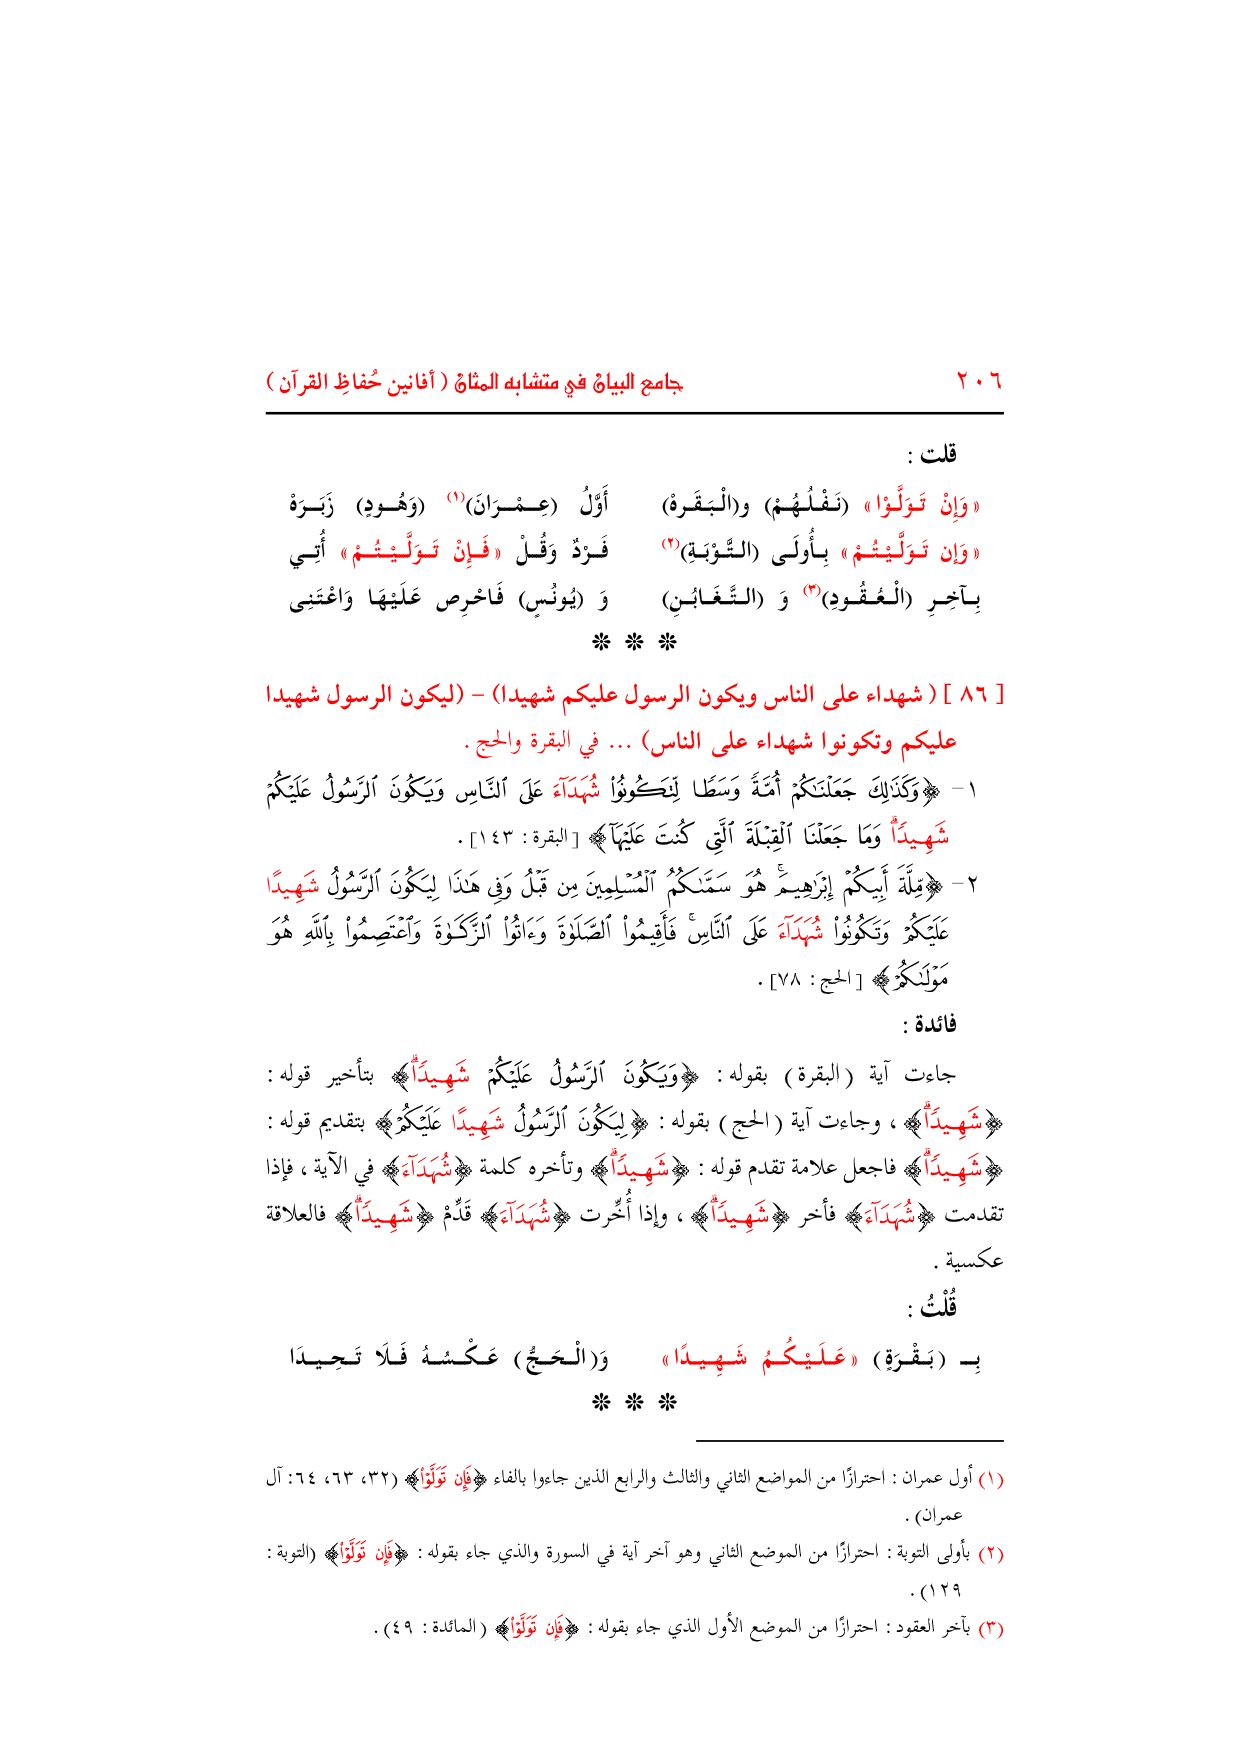 ٢٠٦ جامع البيان في متشابه المثان ( أفانين حُفاظِ القرآن )
قلت :
« وَإِنْ تَوَلَّوْا » (نَفْلُهُمْ) و(الْبَقَرهْ) أَوَّلُ (عِمْرَانَ)(١) (وَهُودٍ) زَبَرَهْ
« وَإن تَوَلَّيْتُمْ » بِأُولَى (التَّوْبَةِ)(٢) فَرْدٌ وَقُلْ « فَإِنْ تَوَلَّيْتُمْ » أُتِي
بِآخِرِ (الْعُقُودِ)(٣) وَ (التَّغَابُنِ) وَ (يُونُسٍ) فَاحْرِص عَلَيْهَا وَاعْتَنِى
[ ٨٦ ] ( شهداء على الناس ويكون الرسول عليكم شهيدا) – (ليكون الرسول شهيدا
عليكم وتكونوا شهداء على الناس) ... في البقرة والحج .
١- ﴿وَكَذَٰلِكَ جَعَلْنَٰكُمْ أُمَّةً وَسَطًا لِّتَكُونُوا۟ شُهَدَآءَ عَلَى ٱلنَّاسِ وَيَكُونَ ٱلرَّسُولُ عَلَيْكُمْ
شَهِيدًا ۗ وَمَا جَعَلْنَا ٱلْقِبْلَةَ ٱلَّتِى كُنتَ عَلَيْهَآ﴾ [البقرة : ١٤٣] .
٢- ﴿مِّلَّةَ أَبِيكُمْ إِبْرَٰهِيمَ ۚ هُوَ سَمَّىٰكُمُ ٱلْمُسْلِمِينَ مِن قَبْلُ وَفِى هَٰذَا لِيَكُونَ ٱلرَّسُولُ شَهِيدًا
عَلَيْكُمْ وَتَكُونُوا۟ شُهَدَآءَ عَلَى ٱلنَّاسِ ۚ فَأَقِيمُوا۟ ٱلصَّلَوٰةَ وَءَاتُوا۟ ٱلزَّكَوٰةَ وَٱعْتَصِمُوا۟ بِٱللَّهِ هُوَ
مَوْلَىٰكُمْ﴾ [الحج : ٧٨] .
فائدة :
جاءت آية (البقرة) بقوله : ﴿وَيَكُونَ ٱلرَّسُولُ عَلَيْكُمْ شَهِيدًا ۗ﴾ بتأخير قوله :
﴿شَهِيدًا ۗ﴾ ، وجاءت آية (الحج) بقوله : ﴿لِيَكُونَ ٱلرَّسُولُ شَهِيدًا عَلَيْكُمْ﴾ بتقديم قوله :
﴿شَهِيدًا ۗ﴾ فاجعل علامة تقدم قوله : ﴿شَهِيدًا ۗ﴾ وتأخره كلمة ﴿شُهَدَآءَ﴾ في الآية ، فإذا
تقدمت ﴿شُهَدَآءَ﴾ فأخر ﴿شَهِيدًا ۗ﴾ ، وإذا أُخِّرت ﴿شُهَدَآءَ﴾ قَدِّمْ ﴿شَهِيدًا ۗ﴾ فالعلاقة
عكسية .
قُلْتُ :
بِـ (بَقْرَةٍ) « عَلَيْكُمُ شَهِيدًا » وَ(الْحَجُّ) عَكْسُهُ فَلَا تَحِيدَا
(١) أول عمران : احترازًا من المواضع الثاني والثالث والرابع الذين جاءوا بالفاء ﴿فَإِن تَوَلَّوْا۟﴾ (٣٢، ٦٣، ٦٤: آل
عمران) .
(٢) بأولى التوبة : احترازًا من الموضع الثاني وهو آخر آية في السورة والذي جاء بقوله : ﴿فَإِن تَوَلَّوْا۟﴾ (التوبة :
١٢٩) .
(٣) بآخر العقود : احترازًا من الموضع الأول الذي جاء بقوله : ﴿فَإِن تَوَلَّوْا۟﴾ (المائدة : ٤٩) .